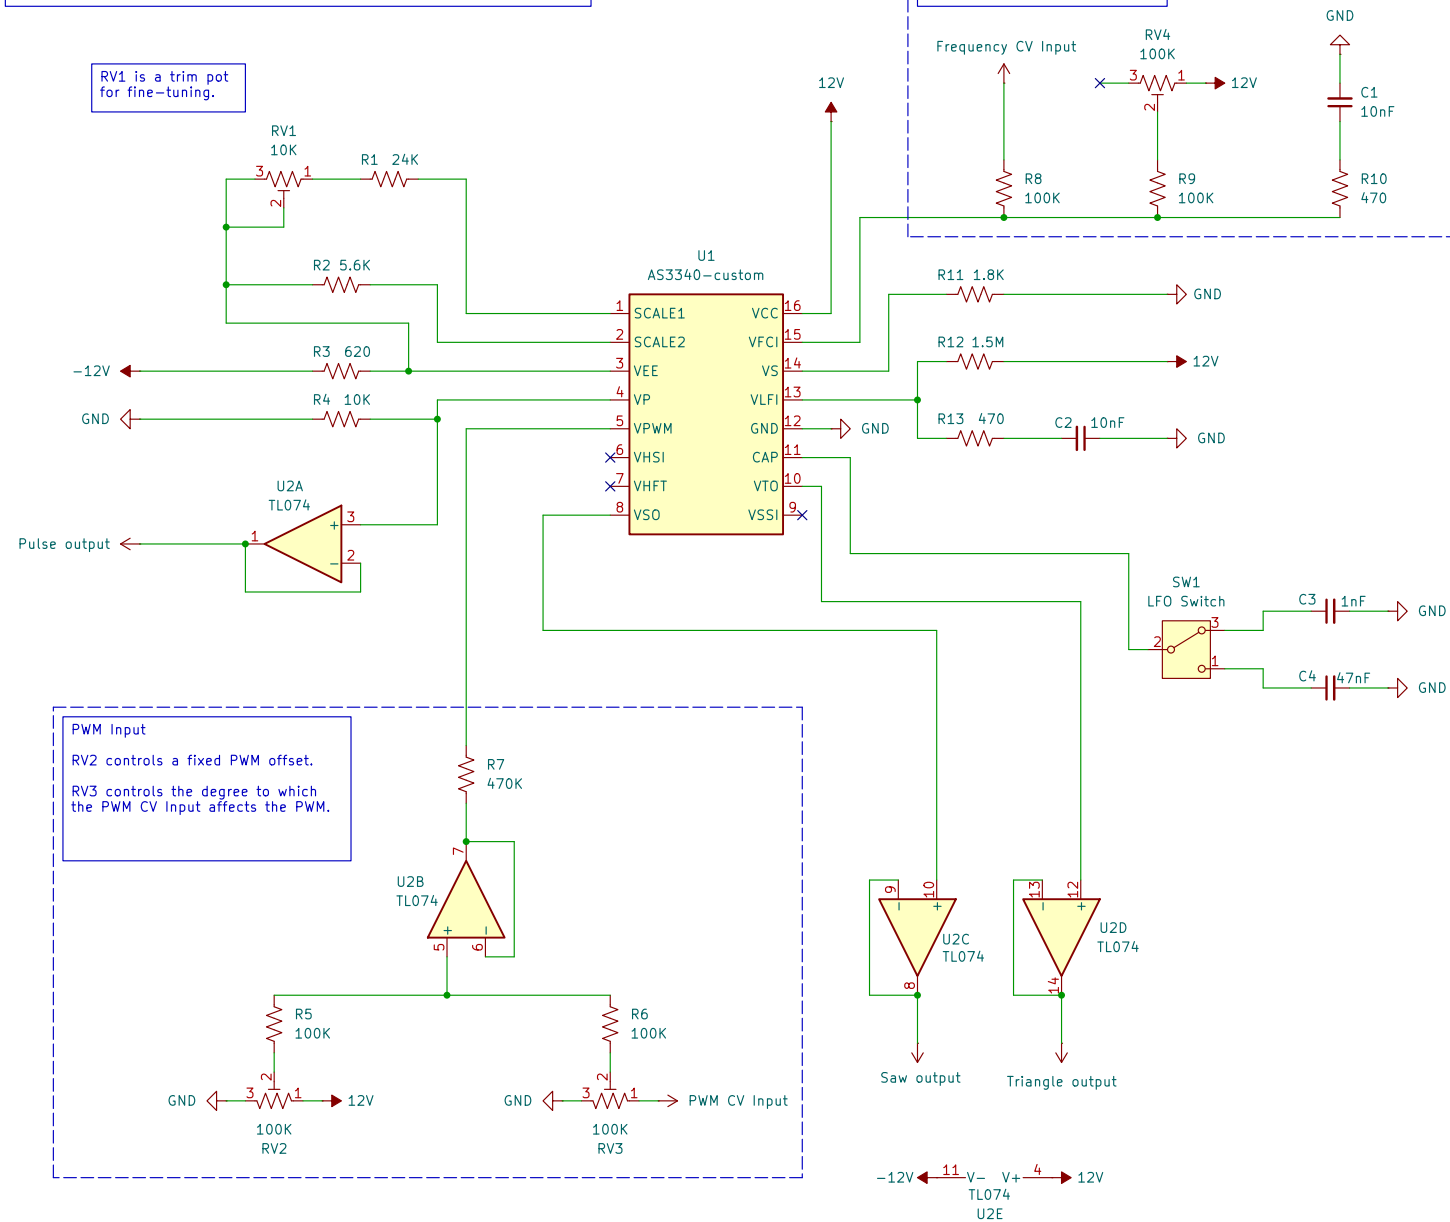 GND
Frequency CV Input
RV4
100K
3
1
12V
2
C1
10nF
RV1 is a trim pot
for fine-tuning.
12V
RV1
10K
3
1
2
R1 24K
R8
100K
R9
100K
R10
470
R2 5.6K
U1
AS3340-custom
R11 1.8K
GND
1
SCALE1
VCC
16
2
SCALE2
VFCI
15
-12V
R3 620
3
VEE
VS
14
R12 1.5M
12V
GND
R4 10K
4
VP
VLFI
13
5
VPWM
GND
12
GND
R13 470
C2
10nF
GND
6
VHSI
CAP
11
7
VHFT
VTO
10
8
VSO
VSSI
9
U2A
TL074
Pulse output
1
+
3
-
2
SW1
LFO Switch
2
3
1
C3
1nF
GND
C4
47nF
GND
PWM Input
RV2 controls a fixed PWM offset.
RV3 controls the degree to which
the PWM CV Input affects the PWM.
R7
470K
7
U2B
TL074
+
-
5
6
9
10
-
+
U2C
TL074
8
13
12
-
+
U2D
TL074
14
R5
100K
R6
100K
GND
3
2
1
12V
100K
RV2
GND
3
2
1
PWM CV Input
100K
RV3
Saw output
Triangle output
-12V
11
V-
V+
4
12V
TL074
U2E